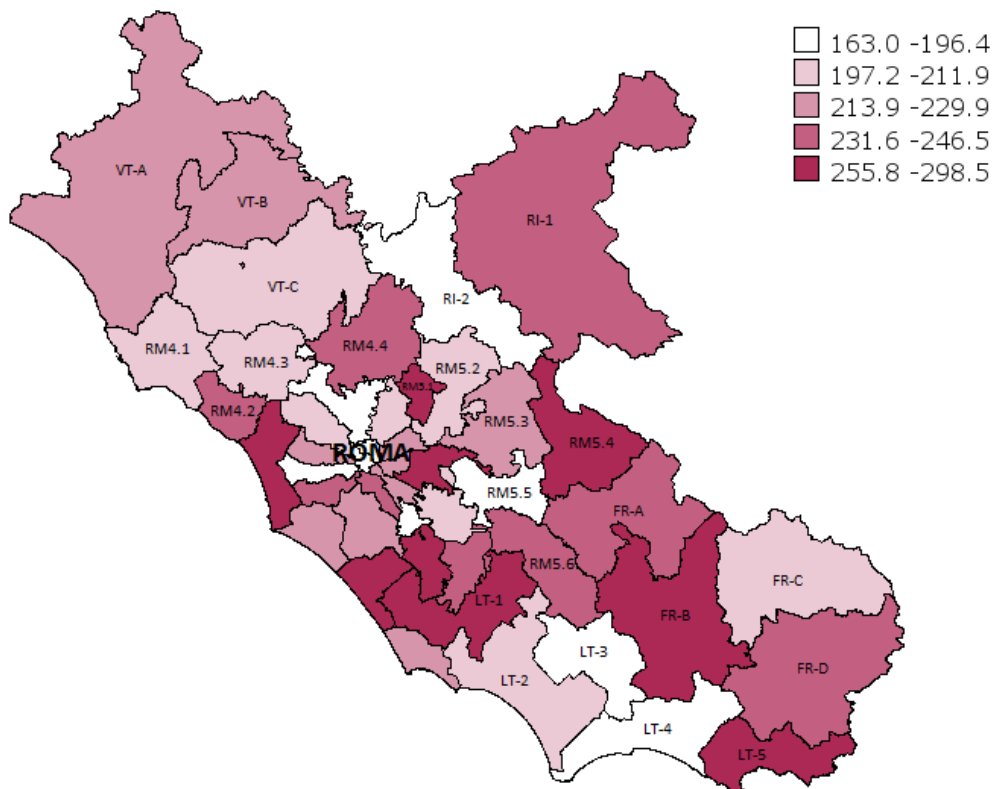 163.0 -196.4
197.2 -211.9
213.9 -229.9
231.6 -246.5
255.8 -298.5
VT-A
VT-B
RI-1
VT-C
RI-2
RM4.1
RM4.3
RM4.4
RM5.2
RM5.1
RM4.2
RM5.3
ROMA
RM5.4
RM5.5
FR-A
RM5.6
FR-C
LT-1
FR-B
LT-3
FR-D
LT-2
LT-4
LT-5